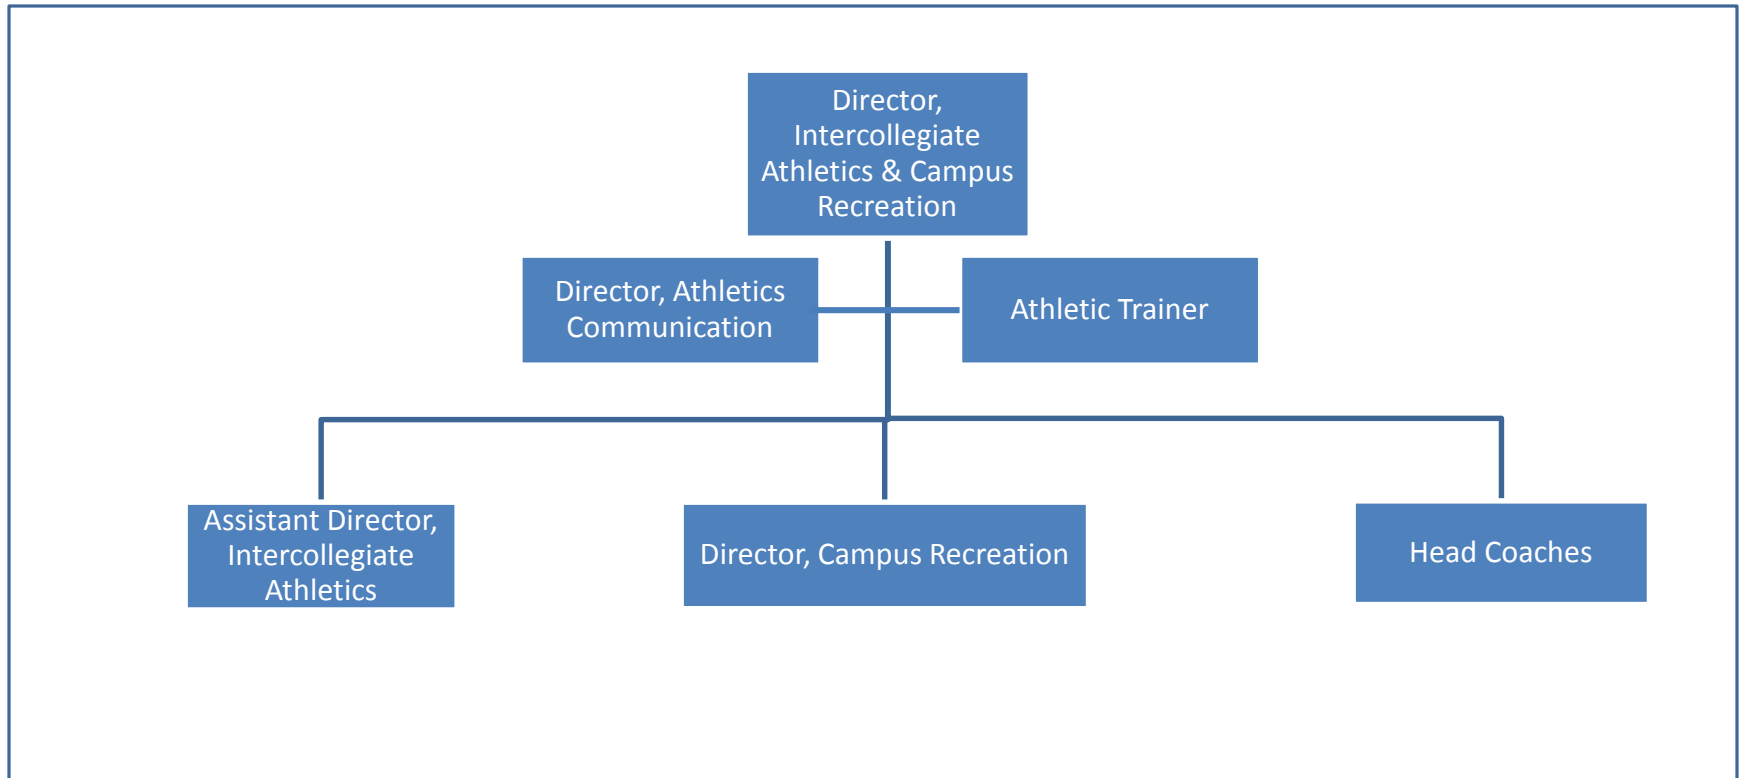 Director,
Intercollegiate
Athletics & Campus
Recreation
Director, Athletics
Communication
Athletic Trainer
Assistant Director,
Intercollegiate
Athletics
Director, Campus Recreation
Head Coaches